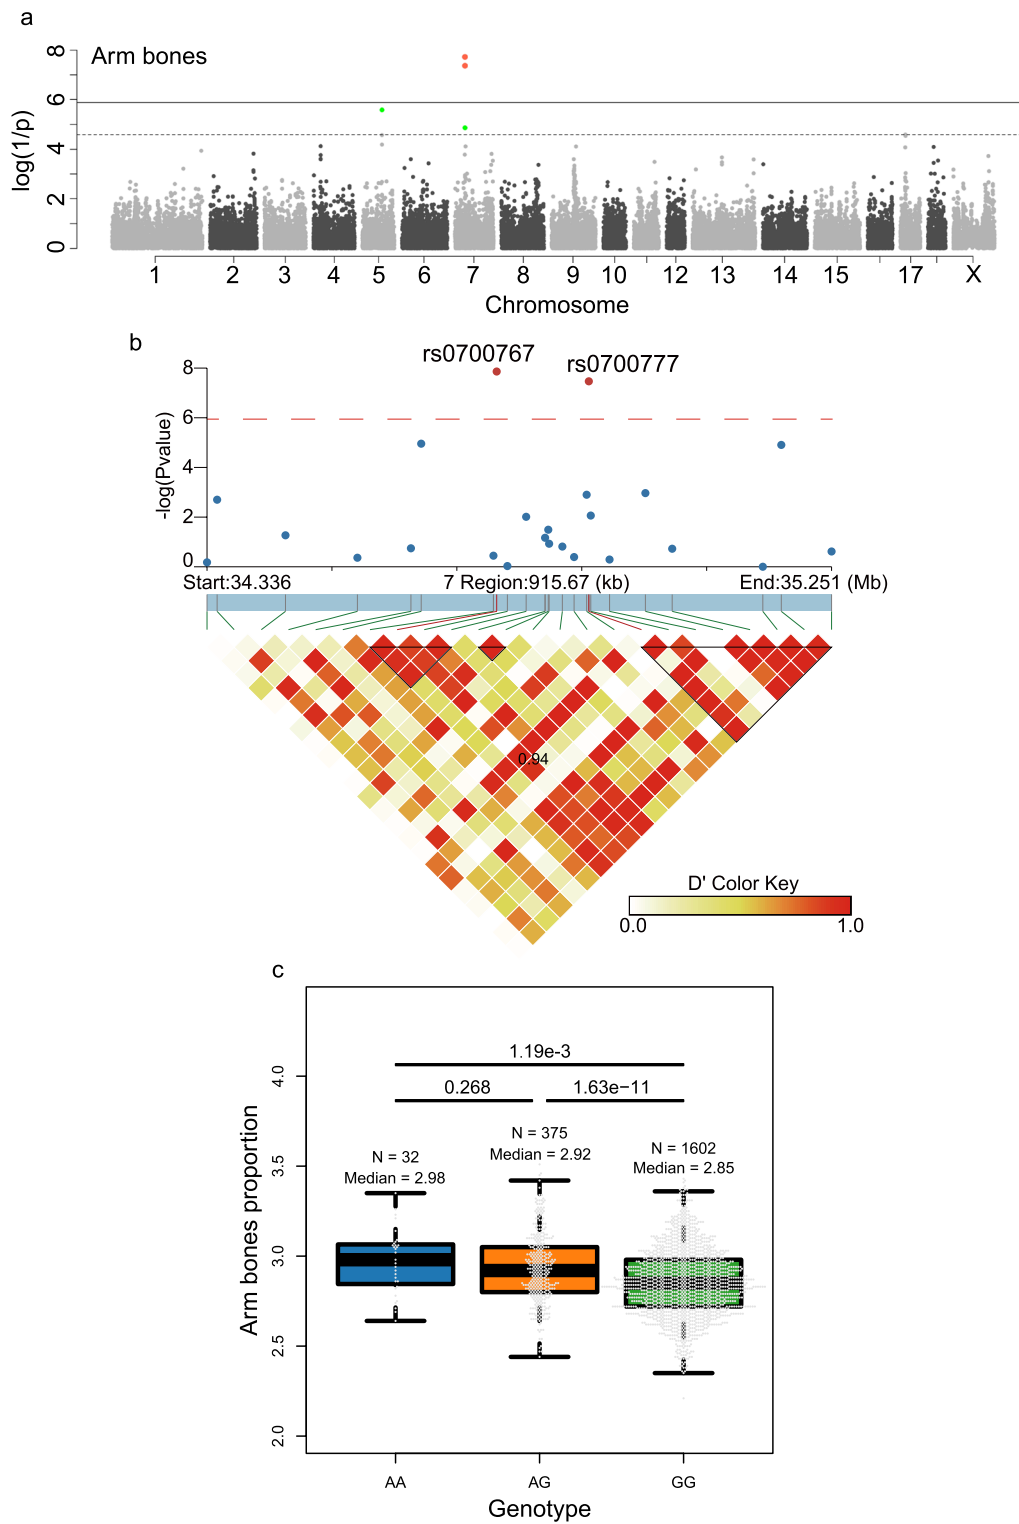 a
Arm bones
log(1/p)
8
6
4
2
0
1 2 3 4 5 6 7 8 9 10 12 13 14 15 17 X
Chromosome
b
rs0700767
rs0700777
-log(Pvalue)
8
6
4
2
0
Start:34.336 7 Region:915.67 (kb) End:35.251 (Mb)
0.94
D' Color Key
0.0 1.0
c
Arm bones proportion
4.0
3.5
3.0
2.5
2.0
1.19e-3
0.268 1.63e−11
N = 32
Median = 2.98
N = 375
Median = 2.92
N = 1602
Median = 2.85
AA AG GG
Genotype